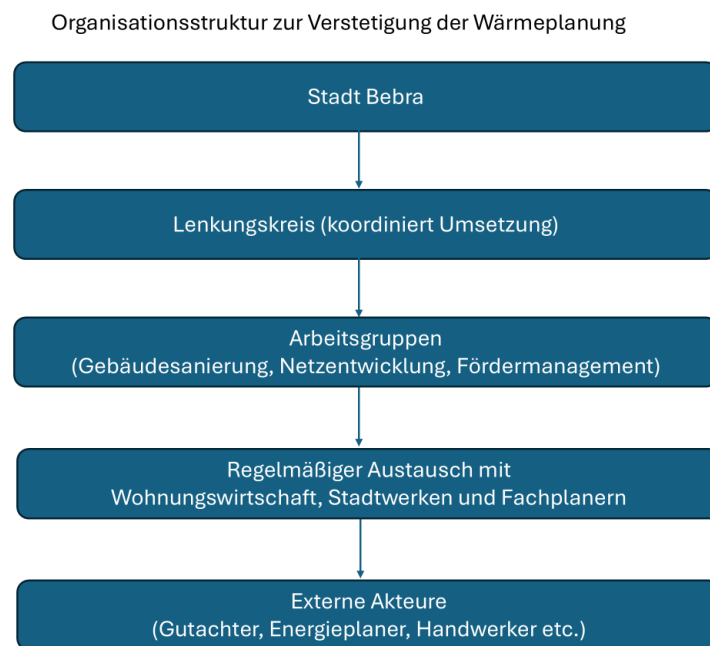 Organisationsstruktur zur Verstetigung der Wärmeplanung
Stadt Bebra
Lenkungskreis (koordiniert Umsetzung)
Arbeitsgruppen
(Gebäudesanierung, Netzentwicklung, Fördermanagement)
Regelmäßiger Austausch mit
Wohnungswirtschaft, Stadtwerken und Fachplanern
Externe Akteure
(Gutachter, Energieplaner, Handwerker etc.)